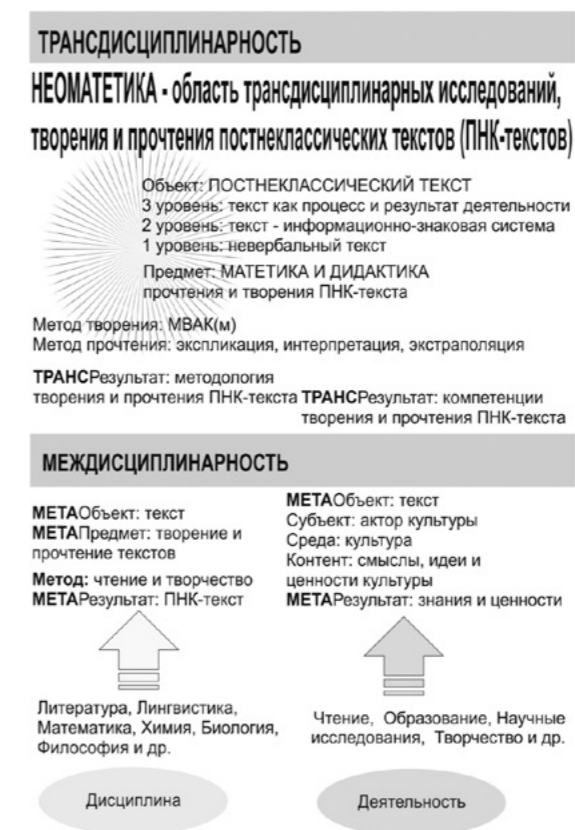 ТРАНСДИСЦИПЛИНАРНОСТЬ
НЕОМАТЕТИКА - область трансдисциплинарных исследований,
творения и прочтения постнеклассических текстов (ПНК-текстов)
Объект: ПОСТНЕКЛАССИЧЕСКИЙ ТЕКСТ
3 уровень: текст как процесс и результат деятельности
2 уровень: текст - информационно-знаковая система
1 уровень: невербальный текст
Предмет: МАТЕТИКА И ДИДАКТИКА
прочтения и творения ПНК-текста
Метод творения: МВАК(м)
Метод прочтения: экспликация, интерпретация, экстраполяция
ТРАНСРезультат: методология
творения и прочтения ПНК-текста
ТРАНСРезультат: компетенции
творения и прочтения ПНК-текста
МЕЖДИСЦИПЛИНАРНОСТЬ
МЕТАОбъект: текст
МЕТАПредмет: творение и
прочтение текстов
Метод: чтение и творчество
МЕТАРезультат: ПНК-текст
МЕТАОбъект: текст
Субъект: актор культуры
Среда: культура
Контент: смыслы, идеи и
ценности культуры
МЕТАРезультат: знания и ценности
Литература, Лингвистика,
Математика, Химия, Биология,
Философия и др.
Чтение, Образование, Научные
исследования, Творчество и др.
Дисциплина
Деятельность